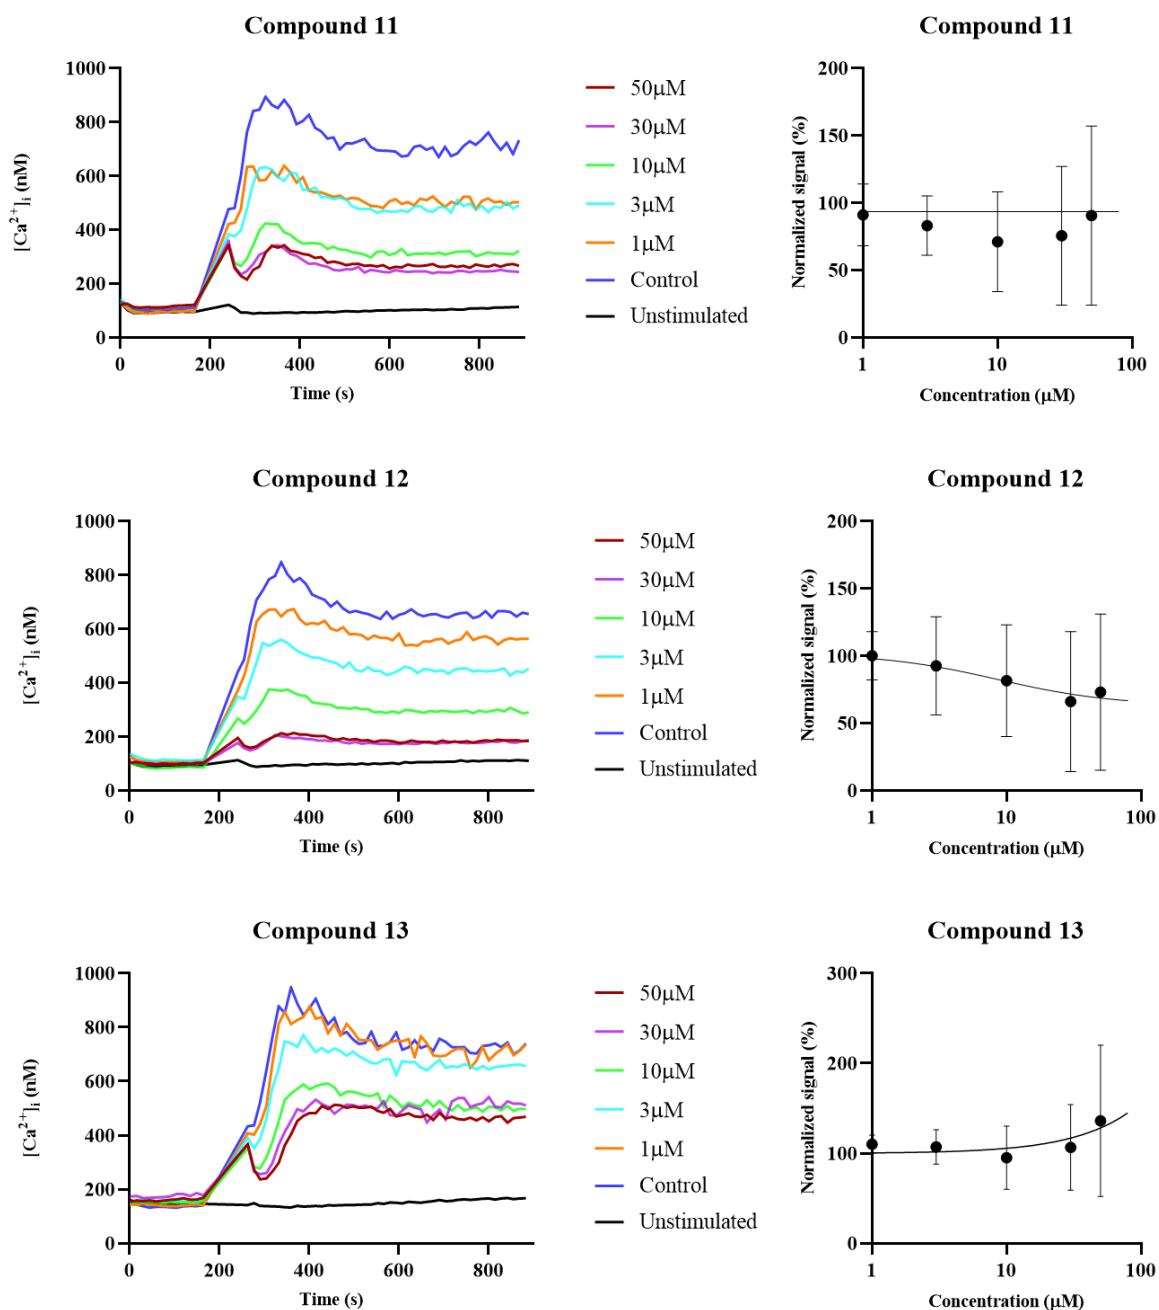 Compound 11
Compound 11
1000
800
600
400
200
0
[Ca²⁺]ᵢ (nM)
0 200 400 600 800
Time (s)
50μM
30μM
10μM
3μM
1μM
Control
Unstimulated
200
150
100
50
0
Normalized signal (%)
1 10 100
Concentration (μM)
Compound 12
Compound 12
1000
800
600
400
200
0
[Ca²⁺]ᵢ (nM)
0 200 400 600 800
Time (s)
50μM
30μM
10μM
3μM
1μM
Control
Unstimulated
200
150
100
50
0
Normalized signal (%)
1 10 100
Concentration (μM)
Compound 13
Compound 13
1000
800
600
400
200
0
[Ca²⁺]ᵢ (nM)
0 200 400 600 800
Time (s)
50μM
30μM
10μM
3μM
1μM
Control
Unstimulated
300
200
100
0
Normalized signal (%)
1 10 100
Concentration (μM)